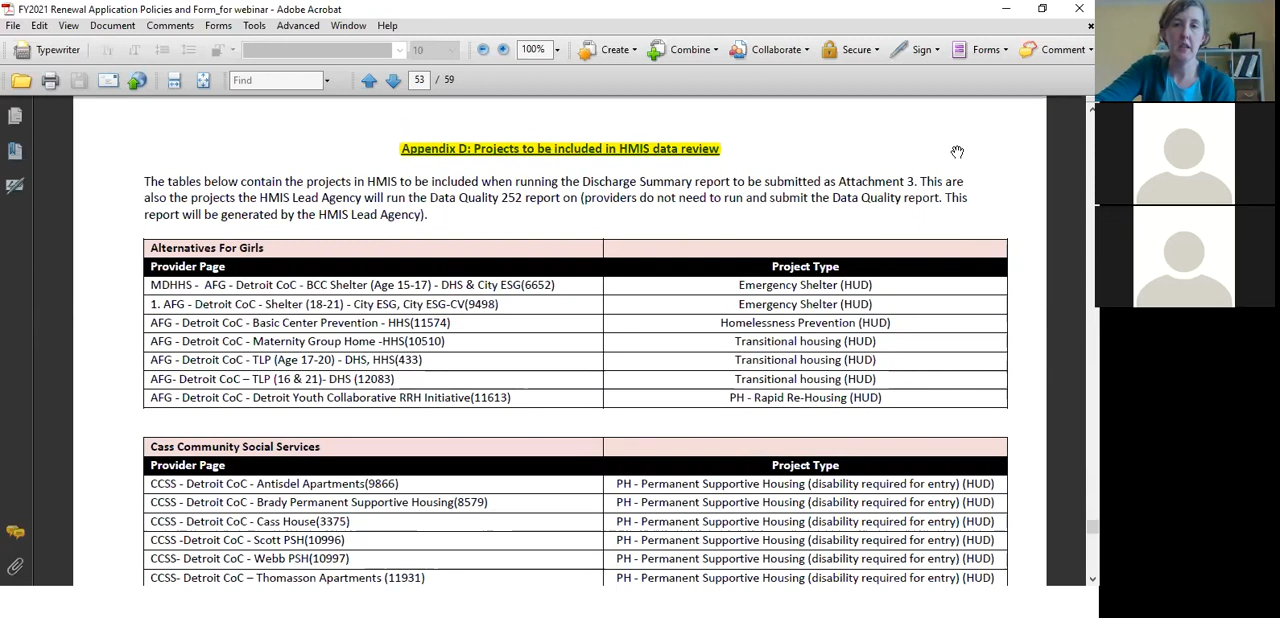 FY2021 Renewal Application Policies and Form_for webinar - Adobe Acrobat
File Edit View Document Comments Forms Tools Advanced Window Help
Typewriter 10 100% Create Combine Collaborate Secure Sign Forms Comment
Find 53 / 59
Appendix D: Projects to be included in HMIS data review
The tables below contain the projects in HMIS to be included when running the Discharge Summary report to be submitted as Attachment 3. This are
also the projects the HMIS Lead Agency will run the Data Quality 252 report on (providers do not need to run and submit the Data Quality report. This
report will be generated by the HMIS Lead Agency).
Alternatives For Girls
Provider Page Project Type
MDHHS - AFG - Detroit CoC - BCC Shelter (Age 15-17) - DHS & City ESG(6652) Emergency Shelter (HUD)
1. AFG - Detroit CoC - Shelter (18-21) - City ESG, City ESG-CV(9498) Emergency Shelter (HUD)
AFG - Detroit CoC - Basic Center Prevention - HHS(11574) Homelessness Prevention (HUD)
AFG - Detroit CoC - Maternity Group Home -HHS(10510) Transitional housing (HUD)
AFG - Detroit CoC - TLP (Age 17-20) - DHS, HHS(433) Transitional housing (HUD)
AFG- Detroit CoC – TLP (16 & 21)- DHS (12083) Transitional housing (HUD)
AFG - Detroit CoC - Detroit Youth Collaborative RRH Initiative(11613) PH - Rapid Re-Housing (HUD)
Cass Community Social Services
Provider Page Project Type
CCSS - Detroit CoC - Antisdel Apartments(9866) PH - Permanent Supportive Housing (disability required for entry) (HUD)
CCSS - Detroit CoC - Brady Permanent Supportive Housing(8579) PH - Permanent Supportive Housing (disability required for entry) (HUD)
CCSS - Detroit CoC - Cass House(3375) PH - Permanent Supportive Housing (disability required for entry) (HUD)
CCSS -Detroit CoC - Scott PSH(10996) PH - Permanent Supportive Housing (disability required for entry) (HUD)
CCSS- Detroit CoC - Webb PSH(10997) PH - Permanent Supportive Housing (disability required for entry) (HUD)
CCSS- Detroit CoC – Thomasson Apartments (11931) PH - Permanent Supportive Housing (disability required for entry) (HUD)